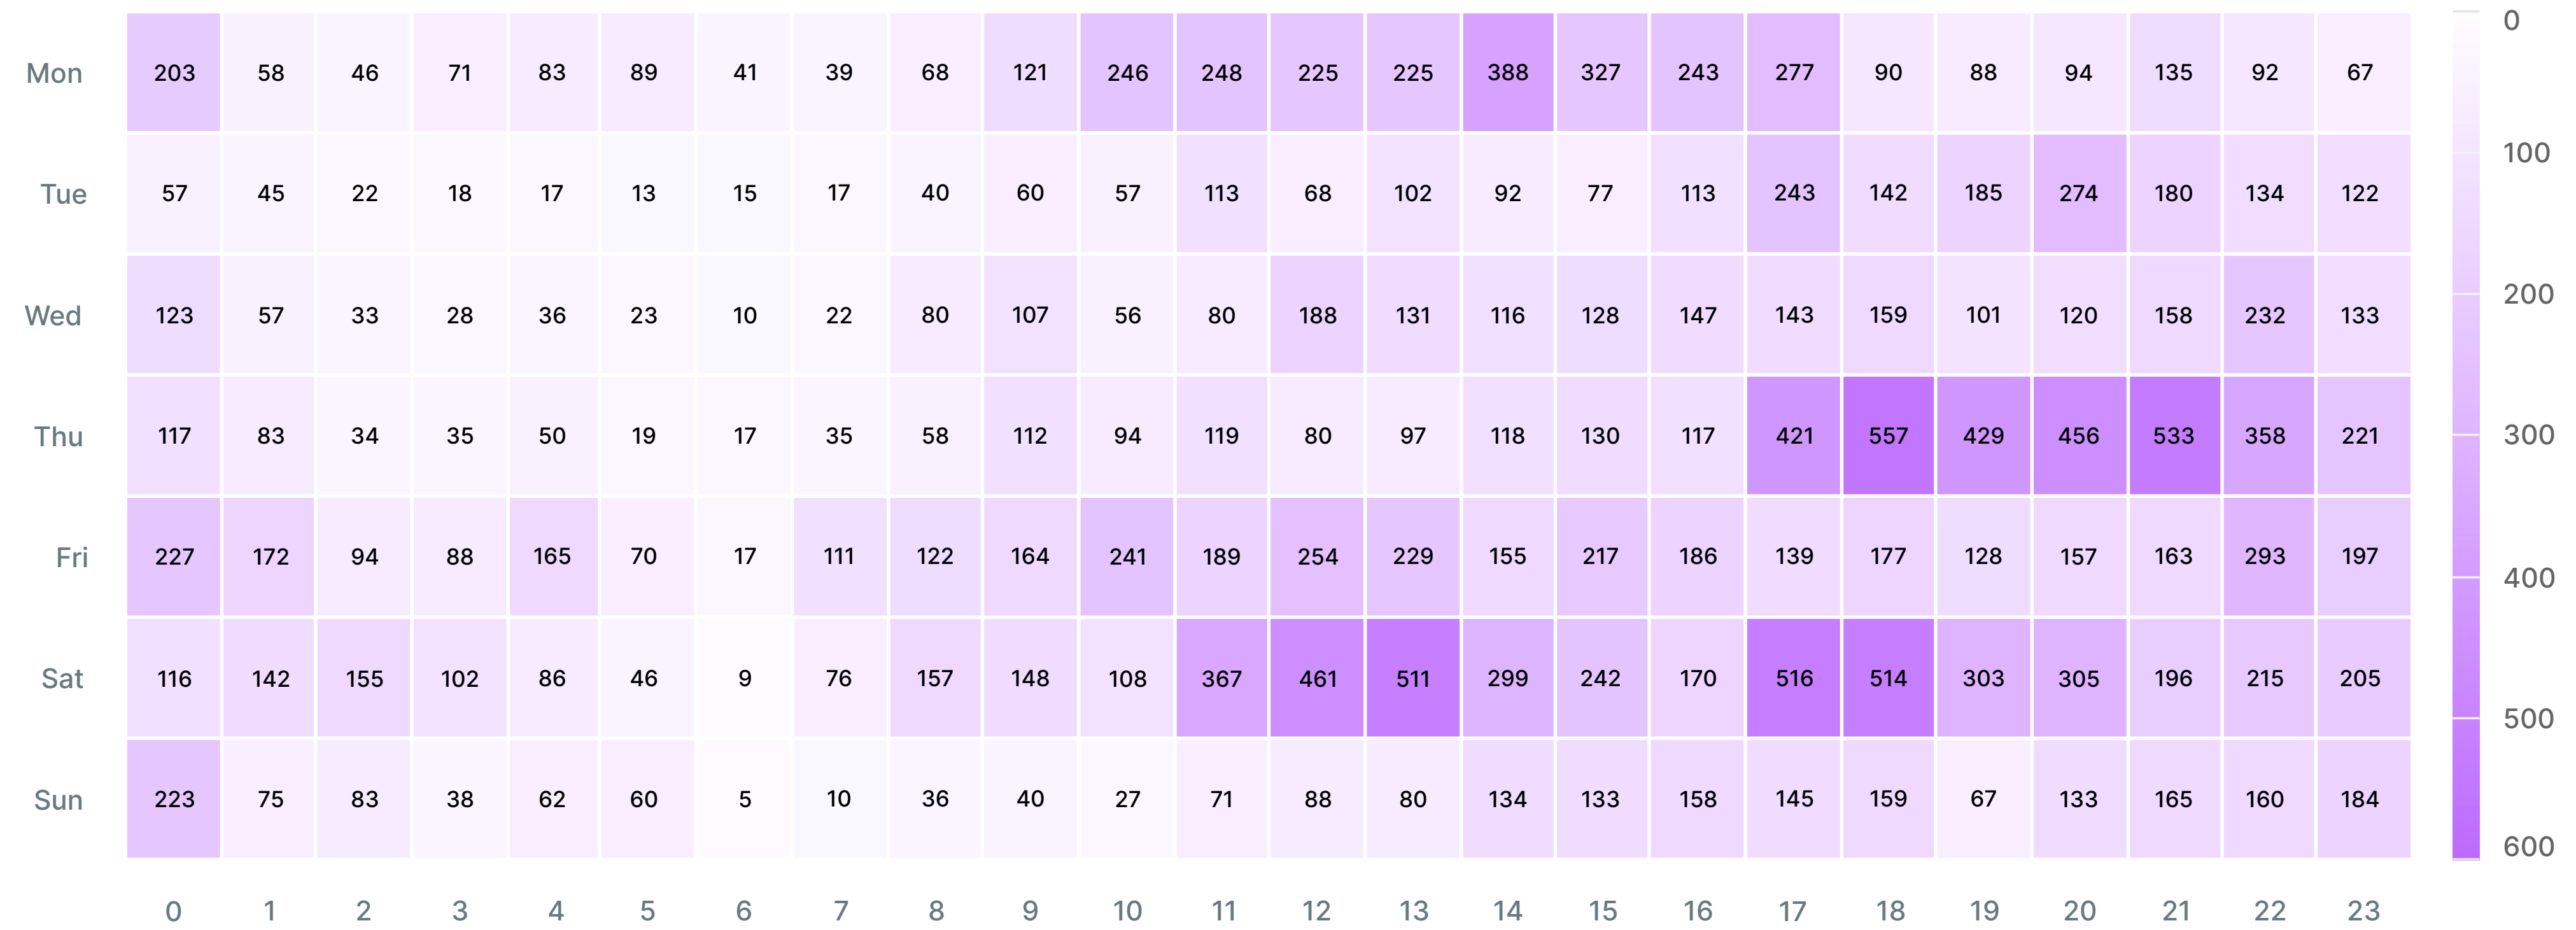 Mon 203 58 46 71 83 89 41 39 68 121 246 248 225 225 388 327 243 277 90 88 94 135 92 67
Tue 57 45 22 18 17 13 15 17 40 60 57 113 68 102 92 77 113 243 142 185 274 180 134 122
Wed 123 57 33 28 36 23 10 22 80 107 56 80 188 131 116 128 147 143 159 101 120 158 232 133
Thu 117 83 34 35 50 19 17 35 58 112 94 119 80 97 118 130 117 421 557 429 456 533 358 221
Fri 227 172 94 88 165 70 17 111 122 164 241 189 254 229 155 217 186 139 177 128 157 163 293 197
Sat 116 142 155 102 86 46 9 76 157 148 108 367 461 511 299 242 170 516 514 303 305 196 215 205
Sun 223 75 83 38 62 60 5 10 36 40 27 71 88 80 134 133 158 145 159 67 133 165 160 184
0 1 2 3 4 5 6 7 8 9 10 11 12 13 14 15 16 17 18 19 20 21 22 23
0
100
200
300
400
500
600